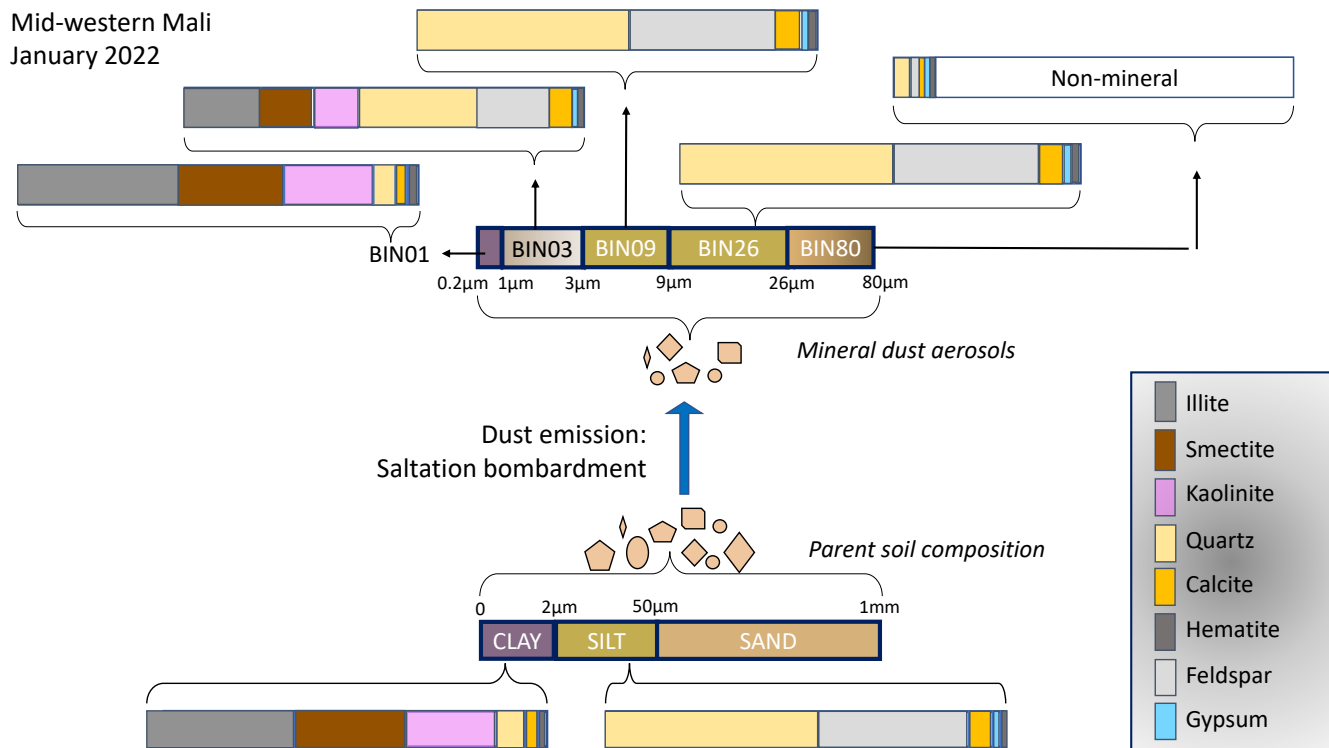 Mid-western Mali
January 2022
Non-mineral
BIN01
BIN03
BIN09
BIN26
BIN80
0.2µm
1µm
3µm
9µm
26µm
80µm
Mineral dust aerosols
Dust emission:
Saltation bombardment
Parent soil composition
0
2µm
50µm
1mm
CLAY
SILT
SAND
Illite
Smectite
Kaolinite
Quartz
Calcite
Hematite
Feldspar
Gypsum